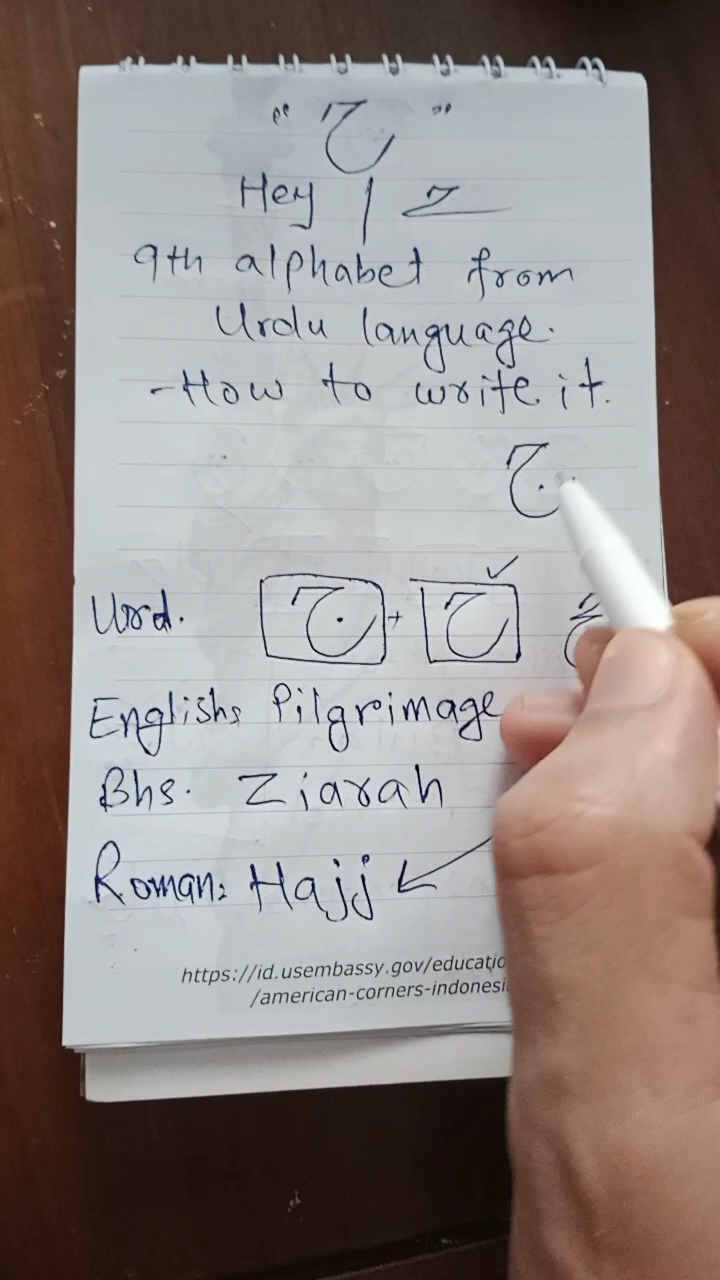 "ح"
Hey / حـ
9th alphabet from
Urdu language.
-How to write it.
ج
Urd. ج + ح ✓
English: Pilgrimage
Bhs. Ziarah
Roman: Hajj
https://id.usembassy.gov/educatio
/american-corners-indonesi